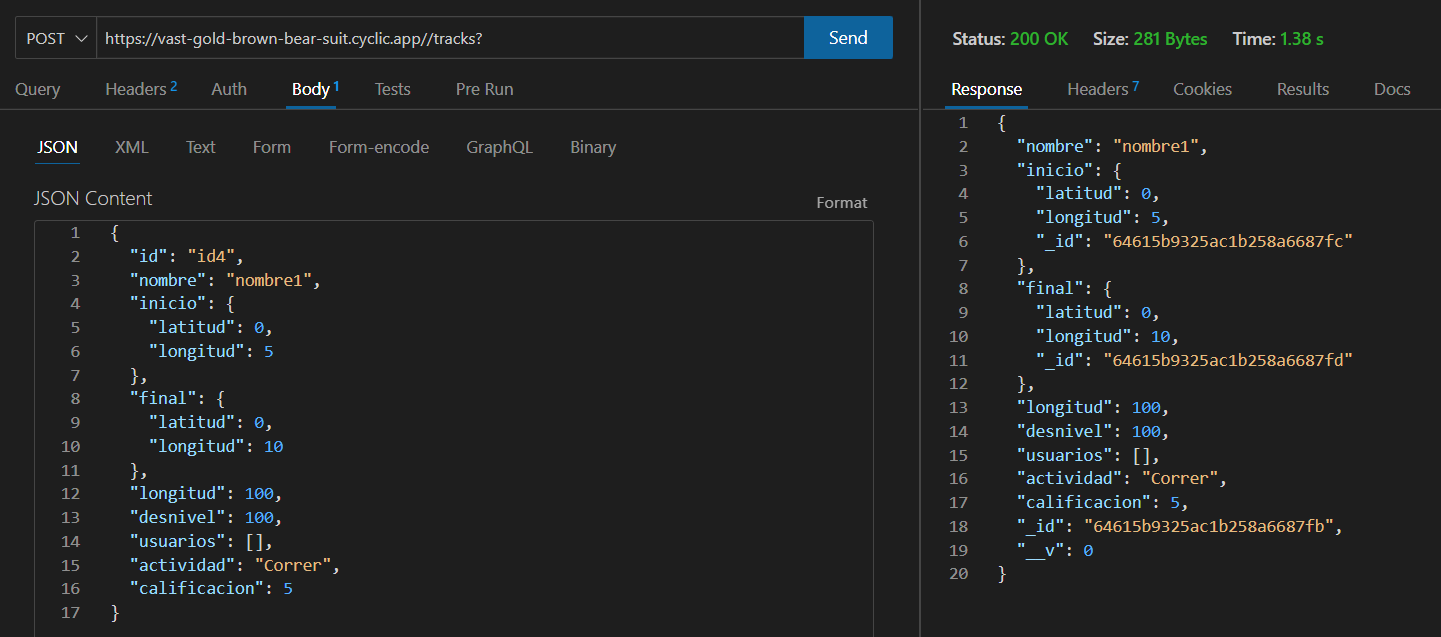 POST https://vast-gold-brown-bear-suit.cyclic.app//tracks? Send
Query Headers 2 Auth Body 1 Tests Pre Run
JSON XML Text Form Form-encode GraphQL Binary
JSON Content Format
1 {
2 "id": "id4",
3 "nombre": "nombre1",
4 "inicio": {
5 "latitud": 0,
6 "longitud": 5
7 },
8 "final": {
9 "latitud": 0,
10 "longitud": 10
11 },
12 "longitud": 100,
13 "desnivel": 100,
14 "usuarios": [],
15 "actividad": "Correr",
16 "calificacion": 5
17 }
Status: 200 OK Size: 281 Bytes Time: 1.38 s
Response Headers 7 Cookies Results Docs
1 {
2 "nombre": "nombre1",
3 "inicio": {
4 "latitud": 0,
5 "longitud": 5,
6 "_id": "64615b9325ac1b258a6687fc"
7 },
8 "final": {
9 "latitud": 0,
10 "longitud": 10,
11 "_id": "64615b9325ac1b258a6687fd"
12 },
13 "longitud": 100,
14 "desnivel": 100,
15 "usuarios": [],
16 "actividad": "Correr",
17 "calificacion": 5,
18 "_id": "64615b9325ac1b258a6687fb",
19 "__v": 0
20 }